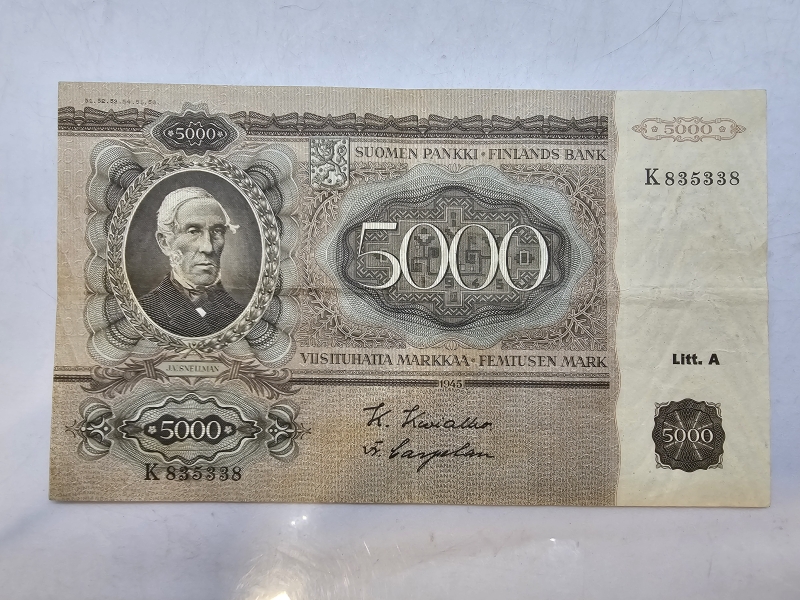 5000
5000
SUOMEN PANKKI · FINLANDS BANK
K 835338
5000
Litt. A
VIISITUHATTA MARKKAA · FEMTUSEN MARK
J.V. SNELLMAN
1945
5000
5000
K 835338